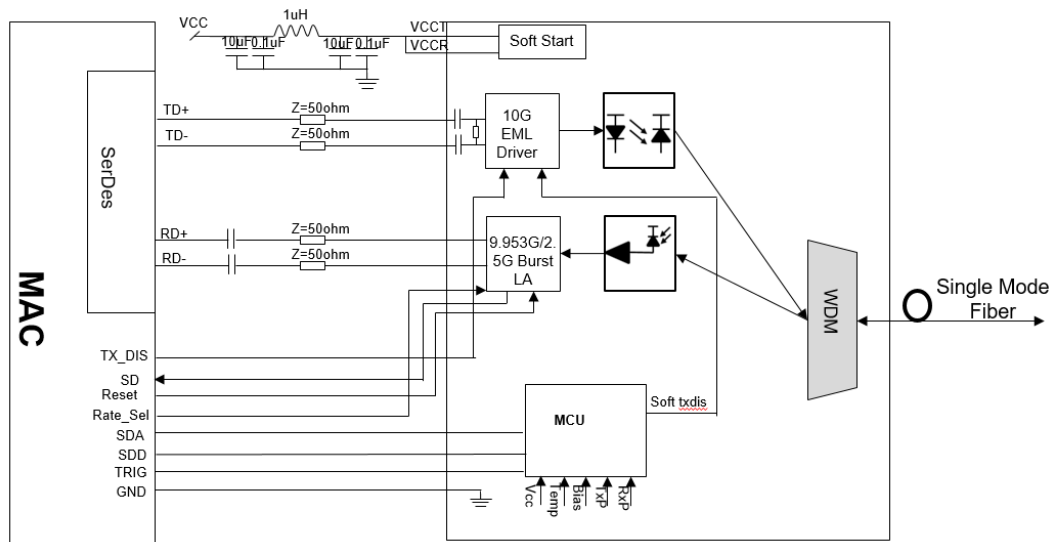 VCC
1uH
10uF
0.1uF
10uF
0.1uF
VCCT
VCCR
Soft Start
TD+
Z=50ohm
TD-
Z=50ohm
10G
EML
Driver
SerDes
RD+
Z=50ohm
RD-
Z=50ohm
9.953G/2.
5G Burst
LA
MAC
WDM
Single Mode
Fiber
TX_DIS
SD
Reset
Rate_Sel
SDA
SDD
TRIG
GND
MCU
Soft txdis
Vcc
Temp
Bias
TxP
RxP